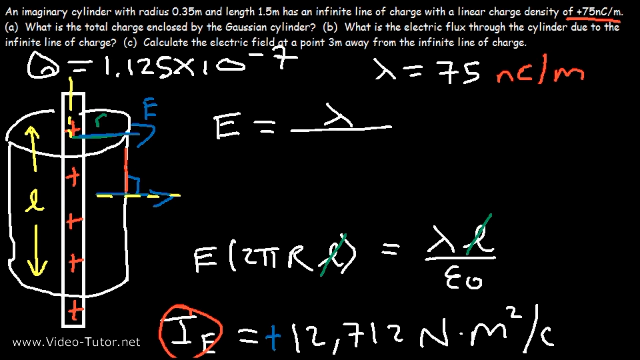 An imaginary cylinder with radius 0.35m and length 1.5m has an infinite line of charge with a linear charge density of +75nC/m.
(a) What is the total charge enclosed by the Gaussian cylinder? (b) What is the electric flux through the cylinder due to the
infinite line of charge? (c) Calculate the electric field at a point 3m away from the infinite line of charge.
Q = 1.125×10⁻⁷ λ = 75 nC/m
r E
E = λ
+
+
+
+
+
l
E(2πRl) = λl/ε0
ΦE = +12,712 N·m²/C
www.Video-Tutor.net